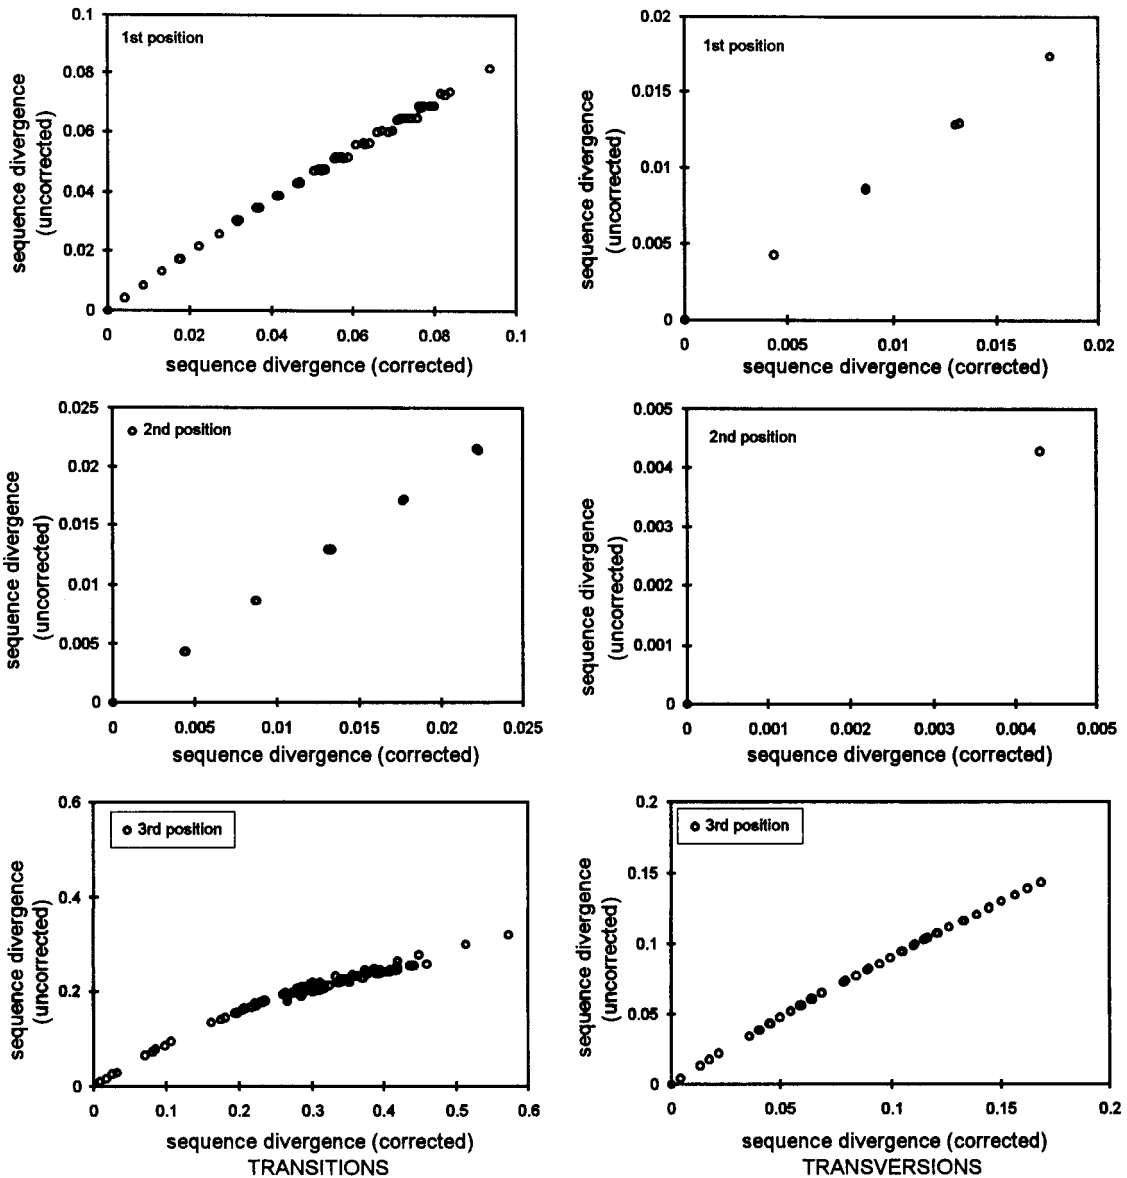 0.1
0.08
0.06
0.04
0.02
0
1st position
sequence divergence
(uncorrected)
0 0.02 0.04 0.06 0.08 0.1
sequence divergence (corrected)
0.02
0.015
0.01
0.005
0
1st position
sequence divergence
(uncorrected)
0 0.005 0.01 0.015 0.02
sequence divergence (corrected)
0.025
0.02
0.015
0.01
0.005
0
2nd position
sequence divergence
(uncorrected)
0 0.005 0.01 0.015 0.02 0.025
sequence divergence (corrected)
0.005
0.004
0.003
0.002
0.001
0
2nd position
sequence divergence
(uncorrected)
0 0.001 0.002 0.003 0.004 0.005
sequence divergence (corrected)
0.6
0.4
0.2
0
3rd position
sequence divergence
(uncorrected)
0 0.1 0.2 0.3 0.4 0.5 0.6
sequence divergence (corrected)
TRANSITIONS
0.2
0.15
0.1
0.05
0
3rd position
sequence divergence
(uncorrected)
0 0.05 0.1 0.15 0.2
sequence divergence (corrected)
TRANSVERSIONS